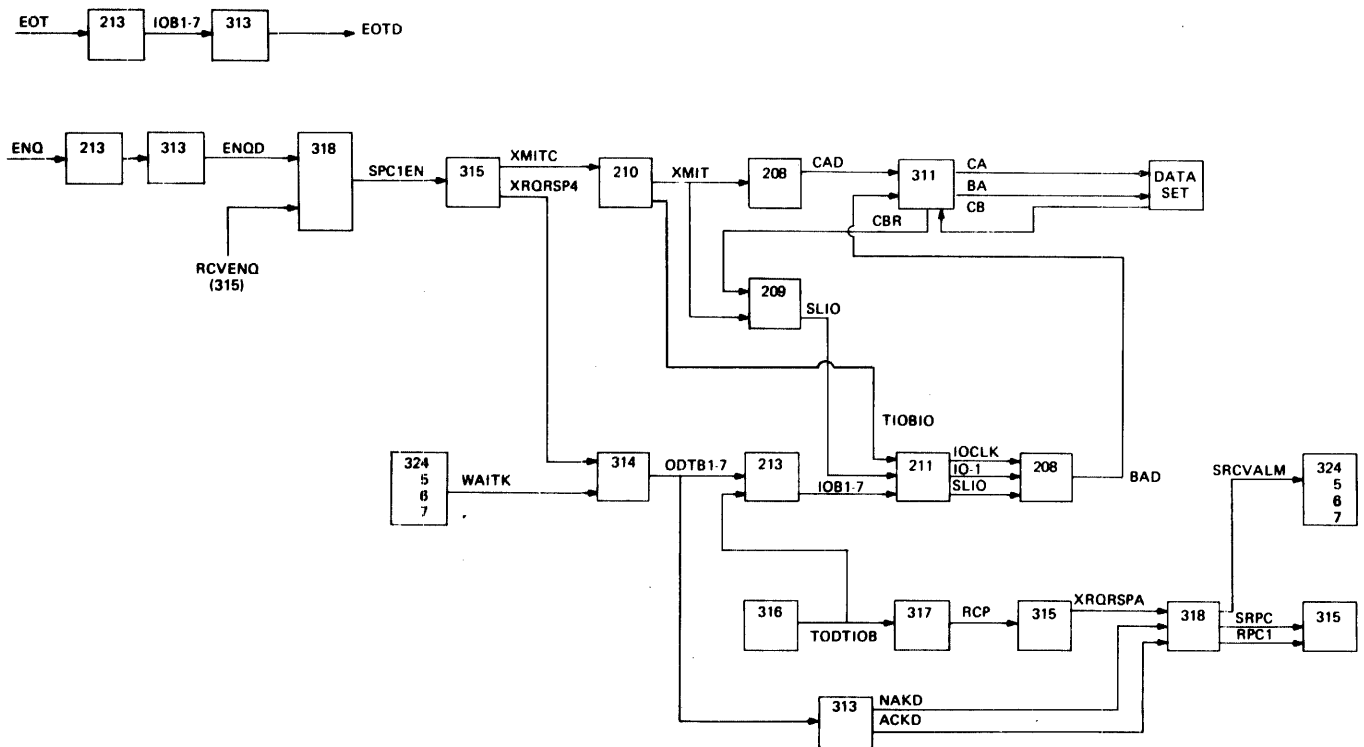 EOT
213
IOB1-7
313
EOTD
ENQ
213
313
ENQD
318
SPC1EN
RCVENQ
(315)
315
XMITC
XRQRSP4
210
XMIT
208
CAD
311
CA
BA
CB
DATA
SET
CBR
209
SLIO
TIOBIO
324
5
6
7
WAITK
314
ODTB1-7
213
IOB1-7
211
IOCLK
IO-1
SLIO
208
BAD
SRCVALM
324
5
6
7
316
TODTIOB
317
RCP
315
XRQRSPA
318
SRPC
RPC1
315
313
NAKD
ACKD